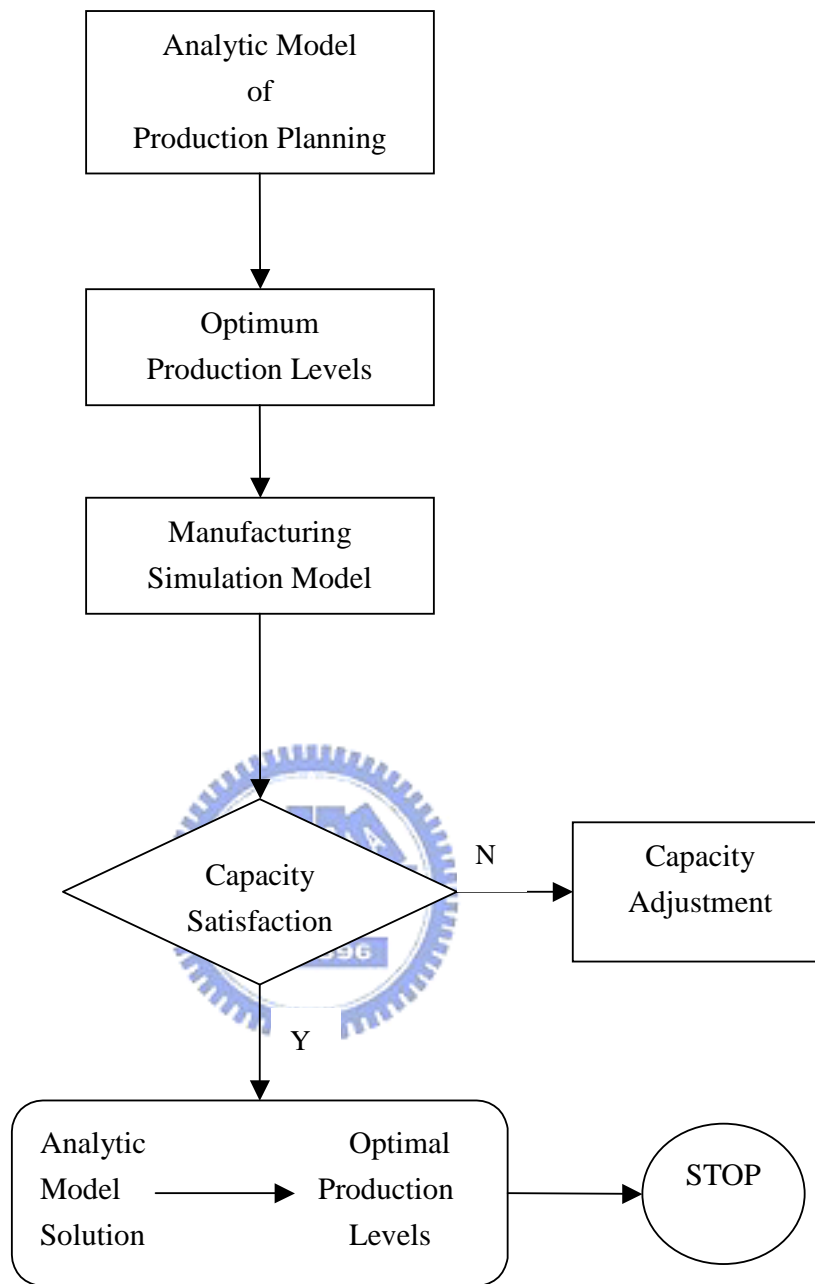 Analytic Model
of
Production Planning
Optimum
Production Levels
Manufacturing
Simulation Model
Capacity
Satisfaction
N
Capacity
Adjustment
Y
Analytic
Model
Solution
Optimal
Production
Levels
STOP